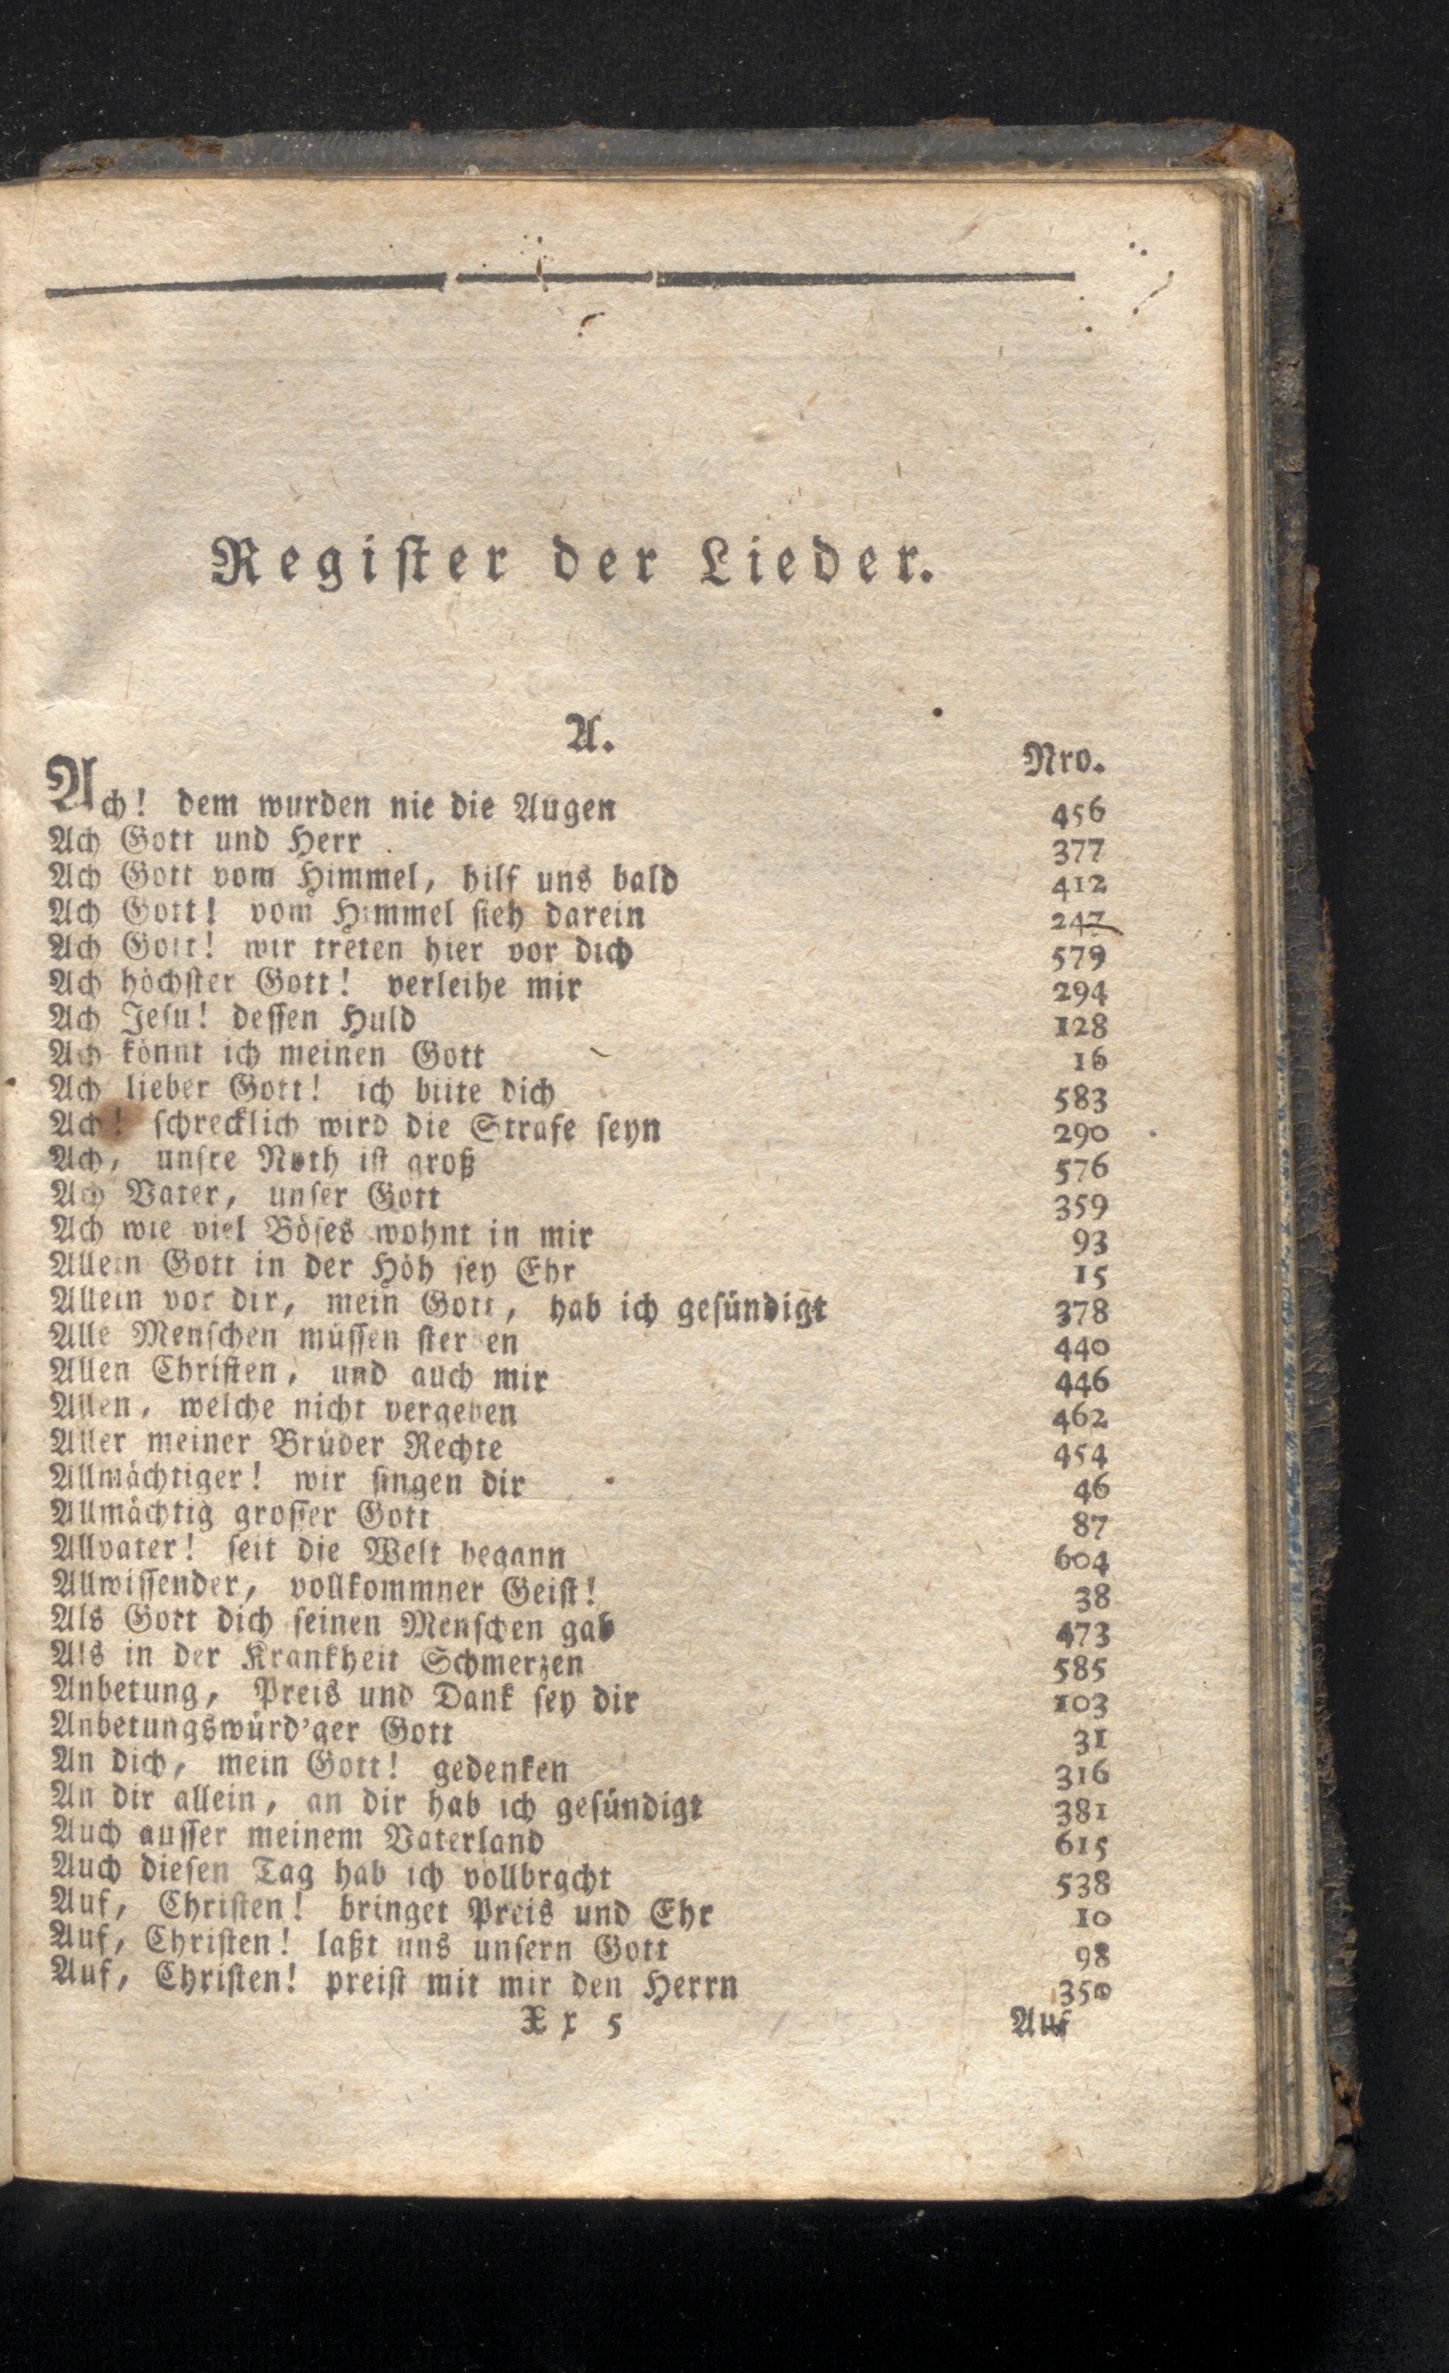 Regiſter der Lieder.
A.
Nro.
Ach! dem wurden nie die Augen 456
Ach Gott und Herr 377
Ach Gott vom Himmel, hilf uns bald 412
Ach Gott! vom Himmel ſieh darein 247
Ach Gott! wir treten hier vor dich 579
Ach höchſter Gott! verleihe mir 294
Ach Jeſu! deſſen Huld 128
Ach könnt ich meinen Gott 16
Ach lieber Gott! ich bitte dich 583
Ach! ſchrecklich wird die Strafe ſeyn 290
Ach, unſre Noth iſt groß 576
Ach Vater, unſer Gott 359
Ach wie viel Böſes wohnt in mir 93
Allein Gott in der Höh ſey Ehr 15
Allein vor dir, mein Gott, hab ich geſündigt 378
Alle Menſchen müſſen ſterben 440
Allen Chriſten, und auch mir 446
Allen, welche nicht vergeben 462
Aller meiner Brüder Rechte 454
Allmächtiger! wir ſingen dir 46
Allmächtig groſſer Gott 87
Allvater! ſeit die Welt begann 604
Allwiſſender, vollkommner Geiſt! 38
Als Gott dich ſeinen Menſchen gab 473
Als in der Krankheit Schmerzen 585
Anbetung, Preis und Dank ſey dir 103
Anbetungswürd'ger Gott 31
An dich, mein Gott! gedenken 316
An dir allein, an dir hab ich geſündigt 381
Auch auſſer meinem Vaterland 615
Auch dieſen Tag hab ich vollbracht 538
Auf, Chriſten! bringet Preis und Ehr 10
Auf, Chriſten! laßt uns unſern Gott 98
Auf, Chriſten! preiſt mit mir den Herrn 350
X x 5 Auf